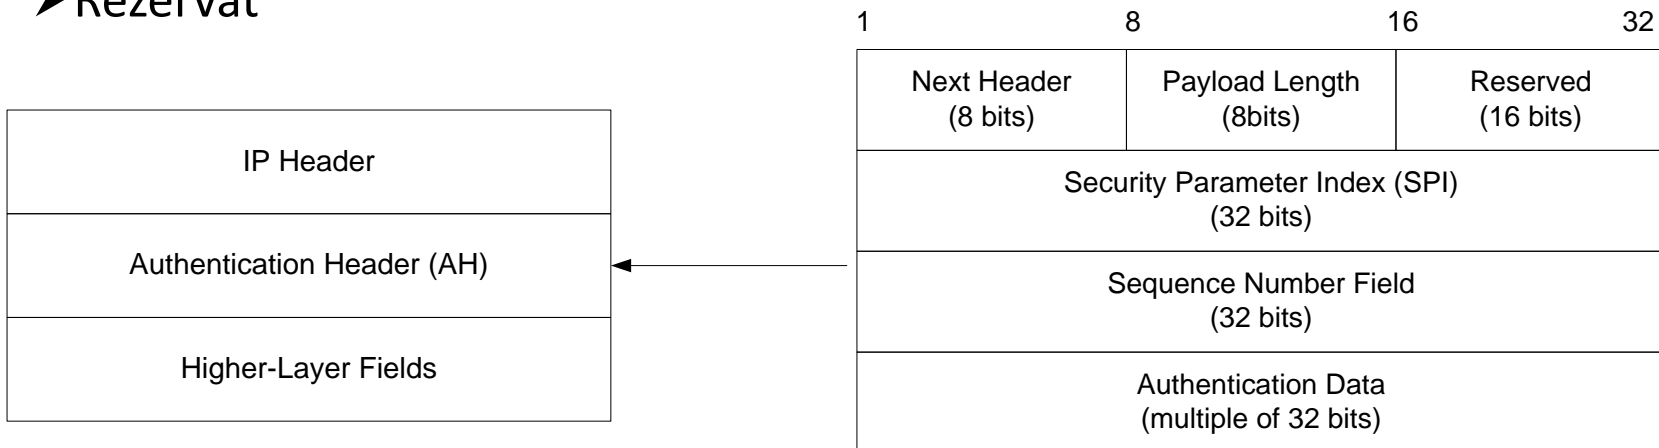 ➤Rezervat
1 8 16 32
Next Header Payload Length Reserved
(8 bits) (8bits) (16 bits)
IP Header
Security Parameter Index (SPI)
(32 bits)
Authentication Header (AH)
Sequence Number Field
(32 bits)
Higher-Layer Fields
Authentication Data
(multiple of 32 bits)